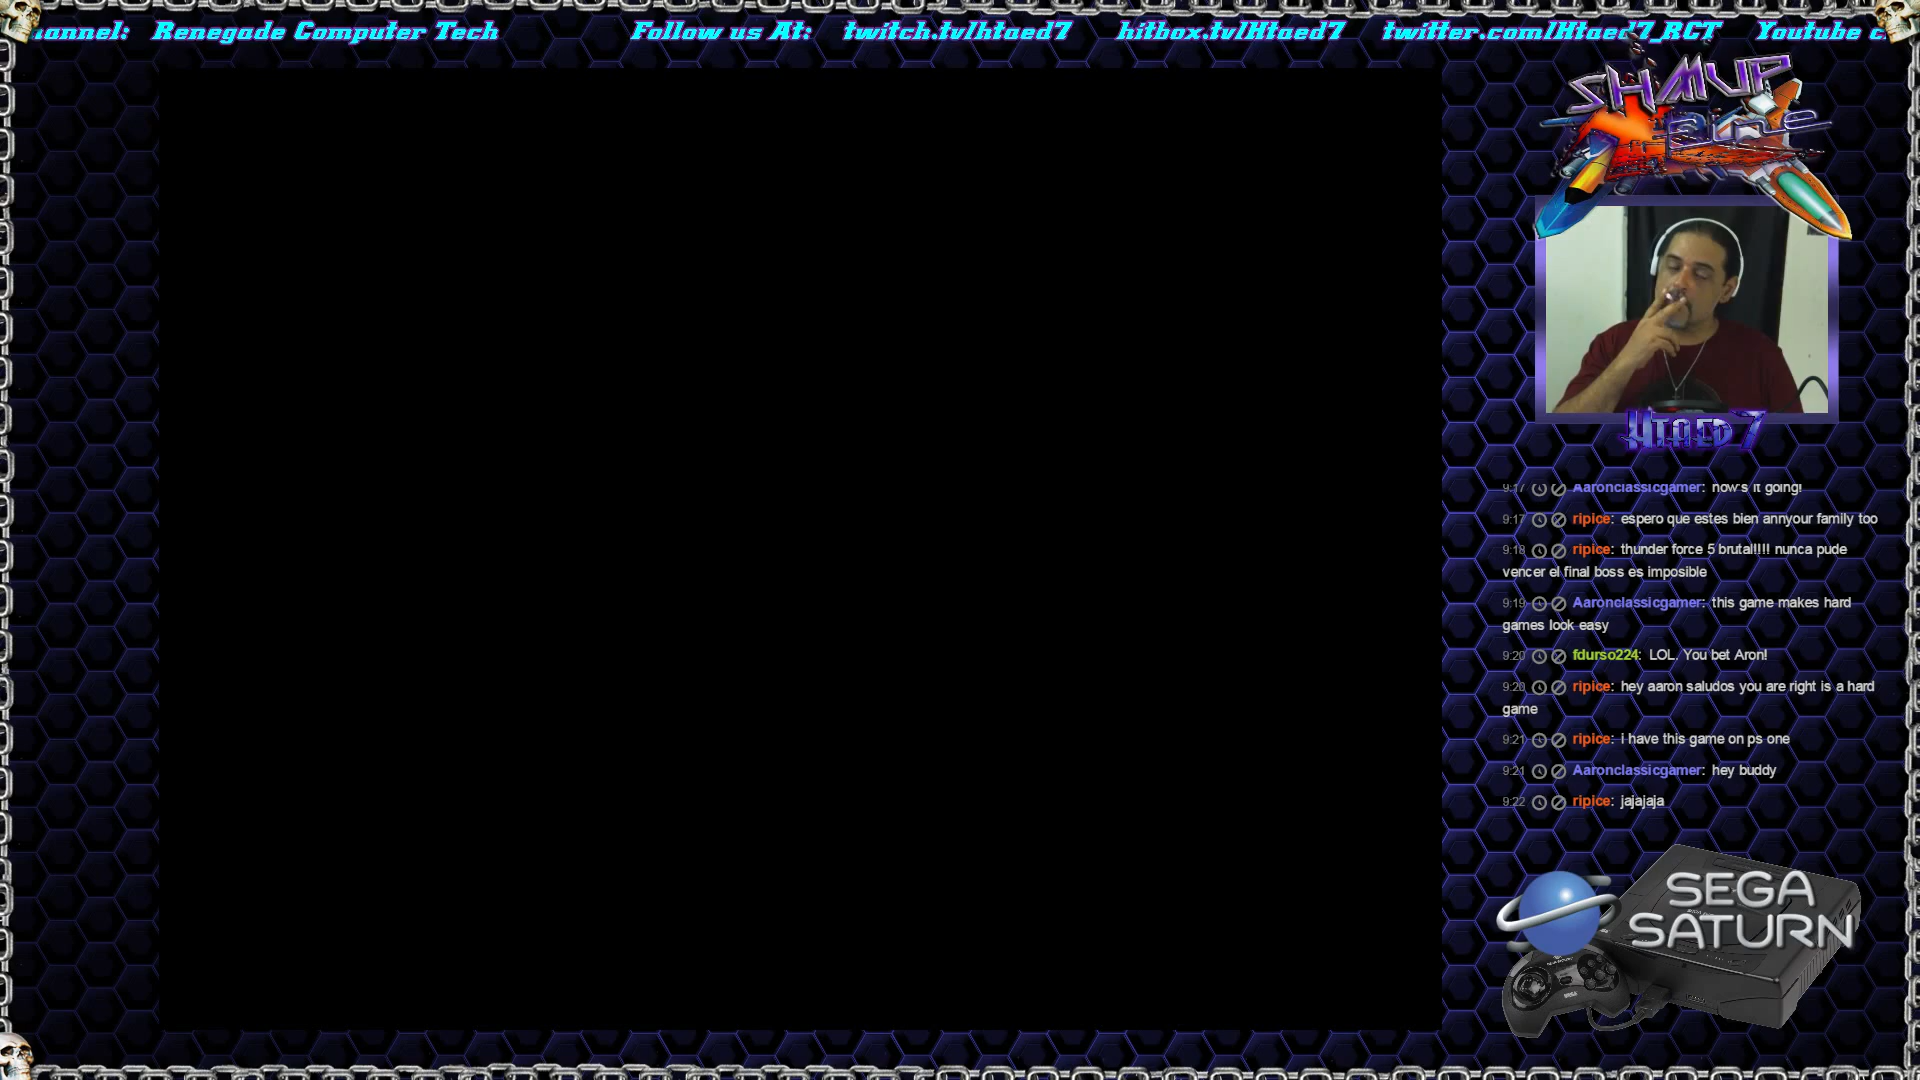 hannel: Renegade Computer Tech Follow us At: twitch.tv/htaed7 hitbox.tv/Htaed7 twitter.com/Htaed7_RCT Youtube c
SHMUP
HTAED7
9:17 Aaronclassicgamer: how's it going!
9:17 ripice: espero que estes bien annyour family too
9:18 ripice: thunder force 5 brutal!!!! nunca pude
vencer el final boss es imposible
9:19 Aaronclassicgamer: this game makes hard
games look easy
9:20 fdurso224: LOL. You bet Aron!
9:20 ripice: hey aaron saludos you are right is a hard
game
9:21 ripice: i have this game on ps one
9:21 Aaronclassicgamer: hey buddy
9:22 ripice: jajajaja
SEGA
SATURN